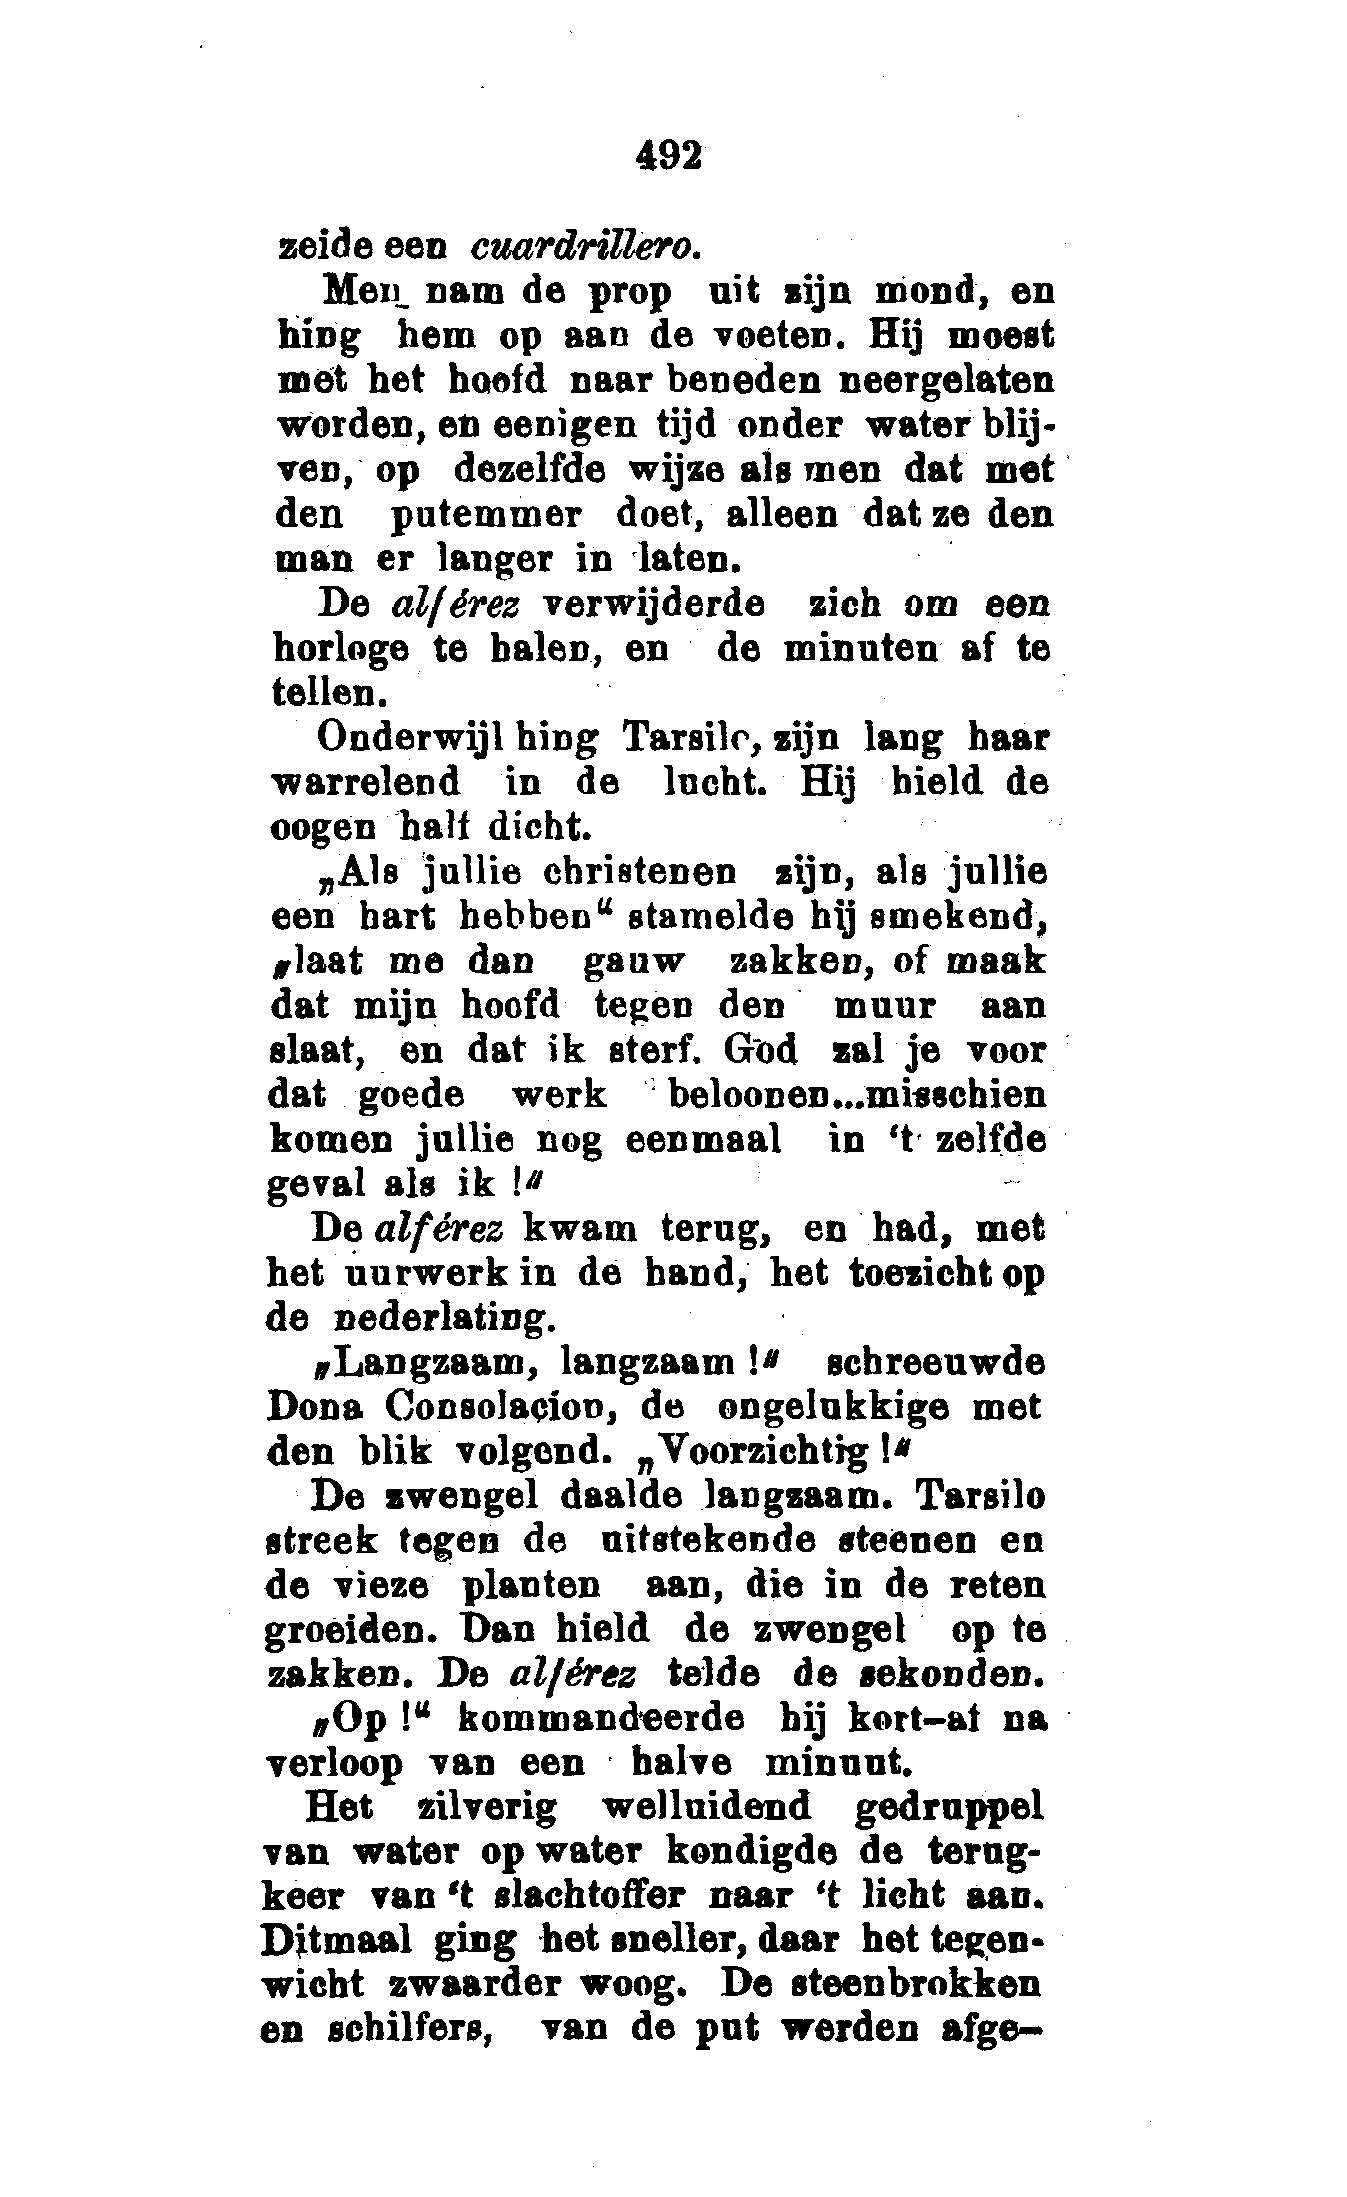 492
zeide een cuardrillero.
Men nam de prop uit zijn mond, en
hing hem op aan de voeten. Hij moest
met het hoofd naar beneden neergelaten
worden, en eenigen tijd onder water blij-
ven, op dezelfde wijze als men dat met
den putemmer doet, alleen dat ze den
man er langer in laten.
De alférez verwijderde zich om een
horloge te halen, en de minuten af te
tellen.
Onderwijl hing Tarsilo, zijn lang haar
warrelend in de lucht. Hij hield de
oogen half dicht.
„Als jullie christenen zijn, als jullie
een hart hebben“ stamelde hij smekend,
„laat me dan gauw zakken, of maak
dat mijn hoofd tegen den muur aan
slaat, en dat ik sterf. God zal je voor
dat goede werk beloonen...misschien
komen jullie nog eenmaal in ‘t zelfde
geval als ik !“
De alférez kwam terug, en had, met
het uurwerk in de hand, het toezicht op
de nederlating.
„Langzaam, langzaam !“ schreeuwde
Dona Consolaçion, de ongelukkige met
den blik volgend. „Voorzichtig !“
De zwengel daalde langzaam. Tarsilo
streek tegen de uitstekende steenen en
de vieze planten aan, die in de reten
groeiden. Dan hield de zwengel op te
zakken. De alférez telde de sekonden.
„Op !“ kommandeerde hij kort-af na
verloop van een halve minuut.
Het zilverig welluidend gedruppel
van water op water kondigde de terug-
keer van ‘t slachtoffer naar ‘t licht aan.
Ditmaal ging het sneller, daar het tegen-
wicht zwaarder woog. De steenbrokken
en schilfers, van de put werden afge-